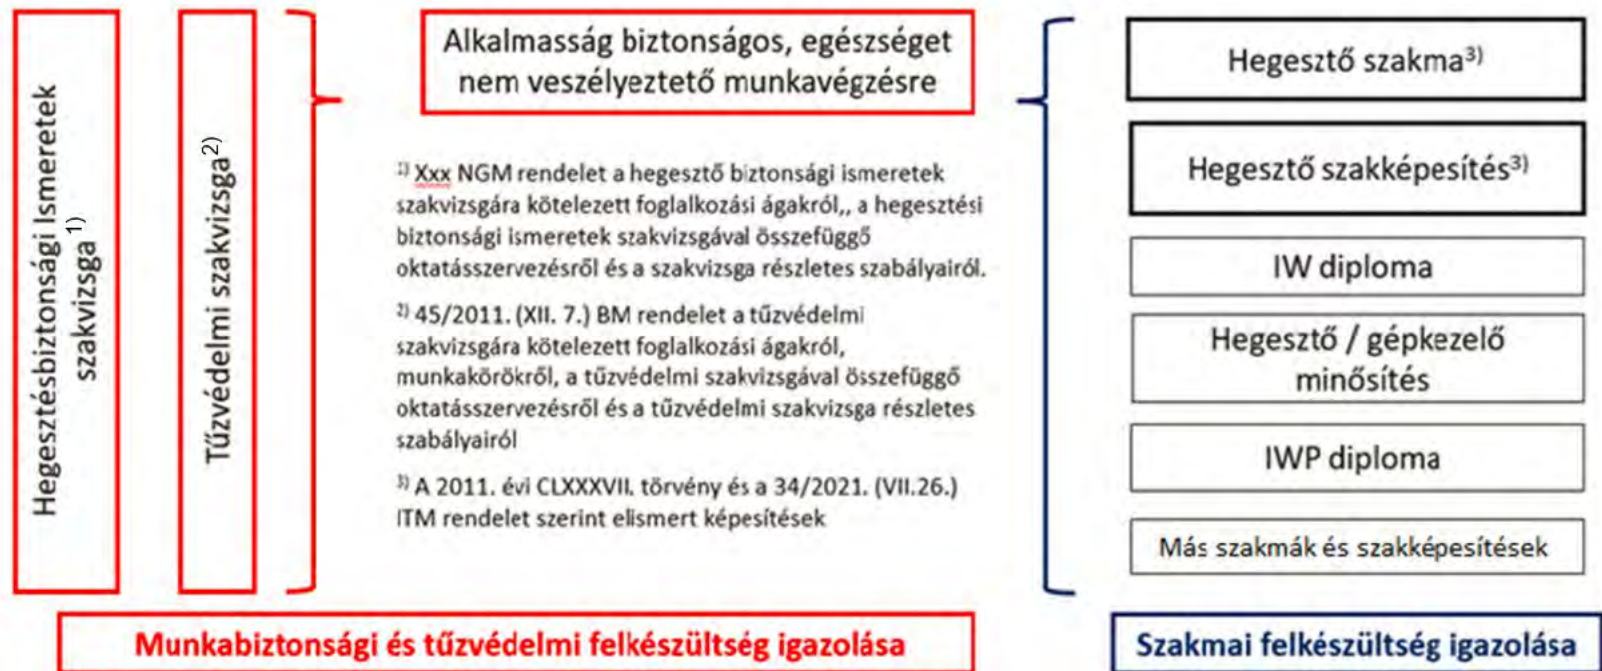 Hegesztésbiztonsági Ismeretek
szakvizsga 1)
Tűzvédelmi szakvizsga2)
Alkalmasság biztonságos, egészséget
nem veszélyeztető munkavégzésre
1) Xxx NGM rendelet a hegesztő biztonsági ismeretek
szakvizsgára kötelezett foglalkozási ágakról,, a hegesztési
biztonsági ismeretek szakvizsgával összefüggő
oktatásszervezésről és a szakvizsga részletes szabályairól.
2) 45/2011. (XII. 7.) BM rendelet a tűzvédelmi
szakvizsgára kötelezett foglalkozási ágakról,
munkakörökről, a tűzvédelmi szakvizsgával összefüggő
oktatásszervezésről és a tűzvédelmi szakvizsga részletes
szabályairól
3) A 2011. évi CLXXXVII. törvény és a 34/2021. (VII.26.)
ITM rendelet szerint elismert képesítések
Hegesztő szakma3)
Hegesztő szakképesítés3)
IW diploma
Hegesztő / gépkezelő
minősítés
IWP diploma
Más szakmák és szakképesítések
Munkabiztonsági és tűzvédelmi felkészültség igazolása
Szakmai felkészültség igazolása